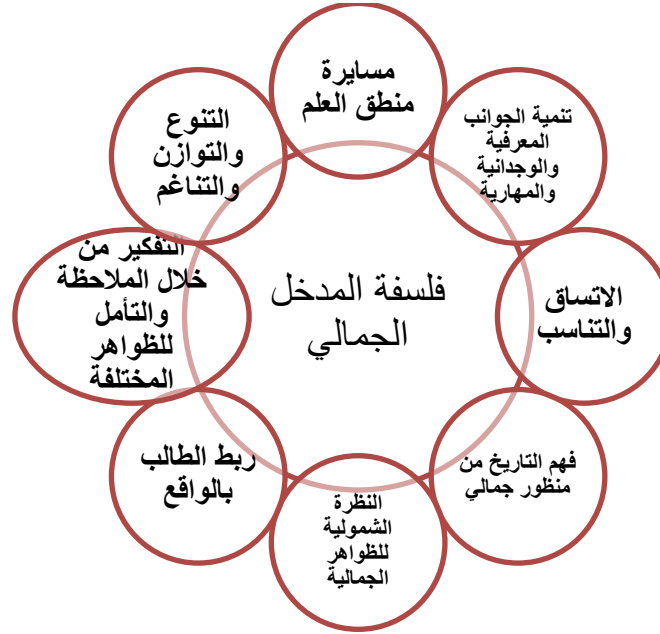 مسايرة
منطق العلم
تنمية الجوانب
المعرفية
والوجدانية
والمهارية
الاتساق
والتناسب
فهم التاريخ من
منظور جمالي
النظرة
الشمولية
للظواهر
الجمالية
ربط الطالب
بالواقع
التفكير من
خلال الملاحظة
والتأمل
للظواهر
المختلفة
التنوع
والتوازن
والتناغم
فلسفة المدخل
الجمالي